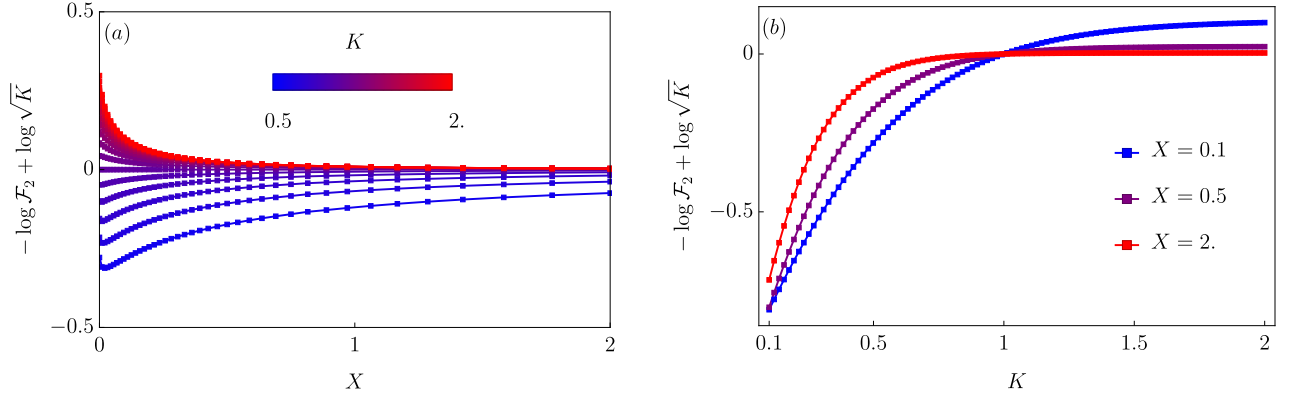 (a)
K
0.5 2.
− log F₂ + log √K
0.5
0
−0.5
0 1 2
X
(b)
− log F₂ + log √K
0
−0.5
X = 0.1
X = 0.5
X = 2.
0.1 0.5 1 1.5 2
K